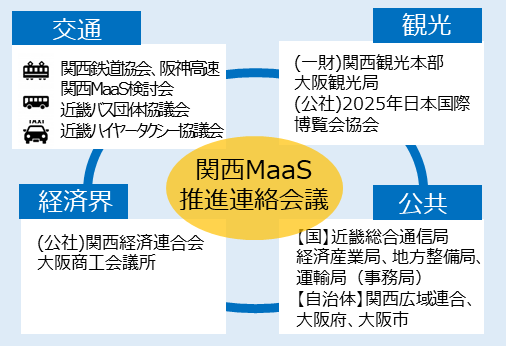 交通
関西鉄道協会、阪神高速
関西MaaS検討会
近畿バス団体協議会
TAXI
近畿ハイヤータクシー協議会
観光
(一財)関西観光本部
大阪観光局
(公社)2025年日本国際
博覧会協会
関西MaaS
推進連絡会議
経済界
(公社)関西経済連合会
大阪商工会議所
公共
【国】近畿総合通信局
経済産業局、地方整備局、
運輸局（事務局）
【自治体】関西広域連合、
大阪府、大阪市